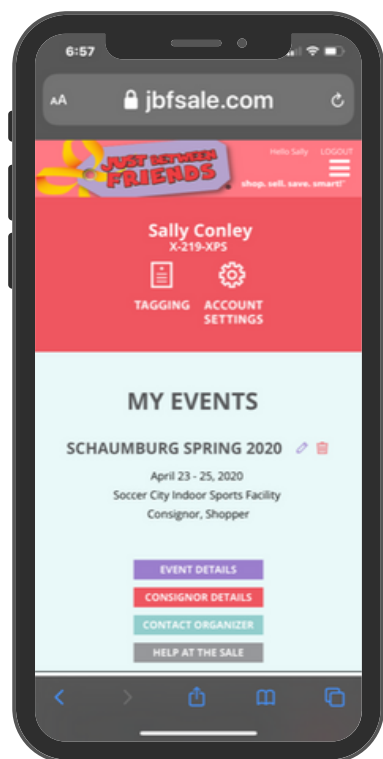 6:57
AA jbfsale.com
Hello Sally LOGOUT
JUST BETWEEN
FRIENDS
shop. sell. save. smart!™
Sally Conley
X-219-XPS
TAGGING ACCOUNT
SETTINGS
MY EVENTS
SCHAUMBURG SPRING 2020
April 23 - 25, 2020
Soccer City Indoor Sports Facility
Consignor, Shopper
EVENT DETAILS
CONSIGNOR DETAILS
CONTACT ORGANIZER
HELP AT THE SALE